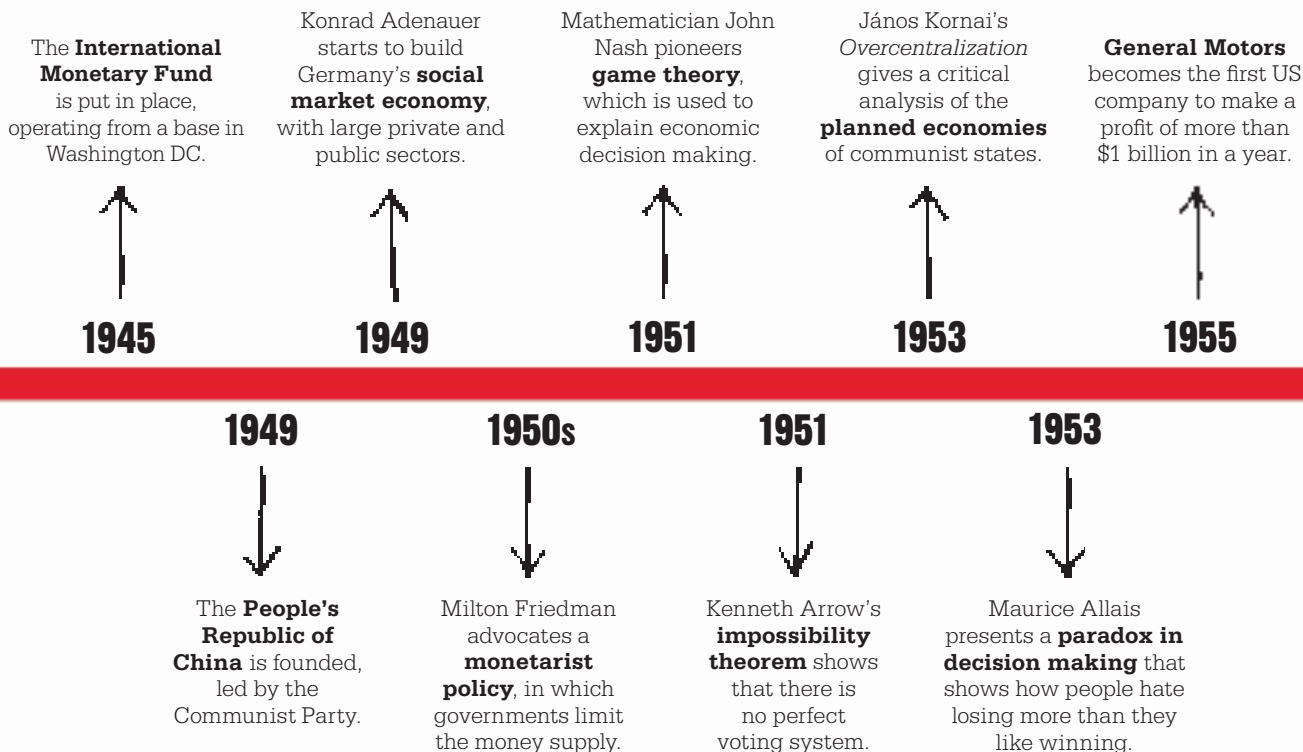 The International
Monetary Fund
is put in place,
operating from a base in
Washington DC.
Konrad Adenauer
starts to build
Germany’s social
market economy,
with large private and
public sectors.
Mathematician John
Nash pioneers
game theory,
which is used to
explain economic
decision making.
János Kornai’s
Overcentralization
gives a critical
analysis of the
planned economies
of communist states.
General Motors
becomes the first US
company to make a
profit of more than
$1 billion in a year.
1945
1949
1951
1953
1955
1949
1950s
1951
1953
The People’s
Republic of
China is founded,
led by the
Communist Party.
Milton Friedman
advocates a
monetarist
policy, in which
governments limit
the money supply.
Kenneth Arrow’s
impossibility
theorem shows
that there is
no perfect
voting system.
Maurice Allais
presents a paradox in
decision making that
shows how people hate
losing more than they
like winning.